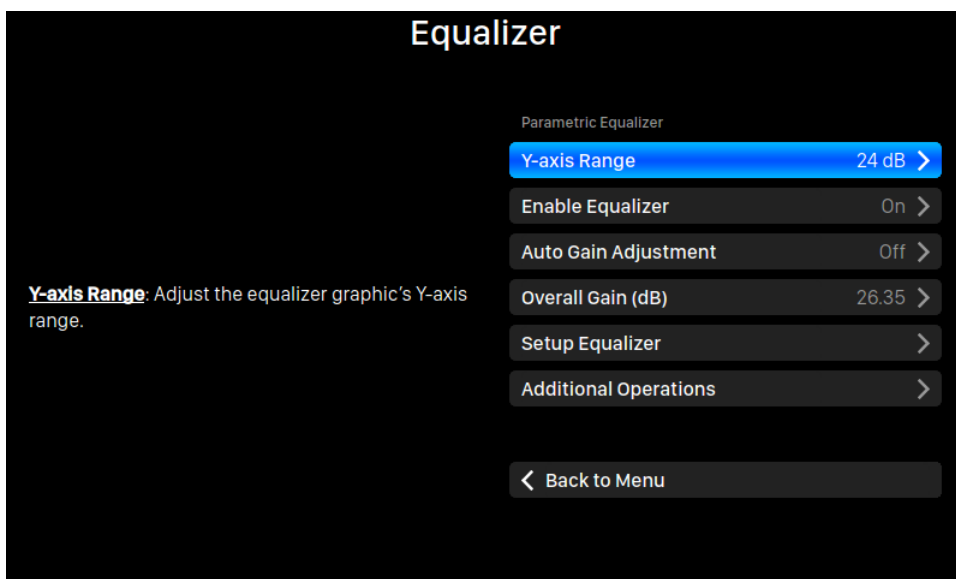 Equalizer
Parametric Equalizer
Y-axis Range 24 dB
Enable Equalizer On
Auto Gain Adjustment Off
Y-axis Range: Adjust the equalizer graphic's Y-axis
range.
Overall Gain (dB) 26.35
Setup Equalizer
Additional Operations
Back to Menu